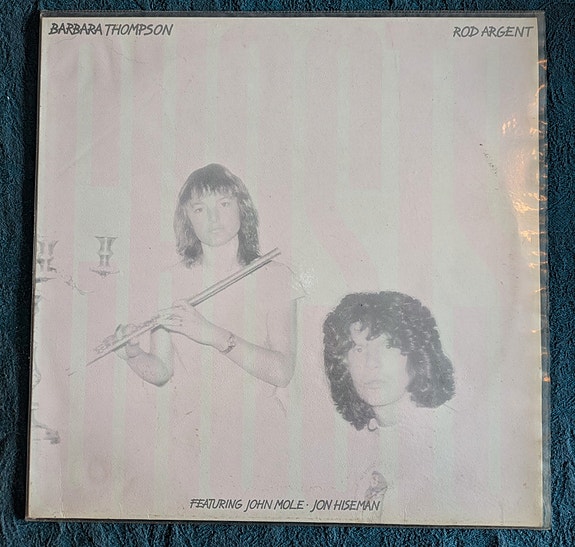 BARBARA THOMPSON
ROD ARGENT
FEATURING JOHN MOLE · JON HISEMAN